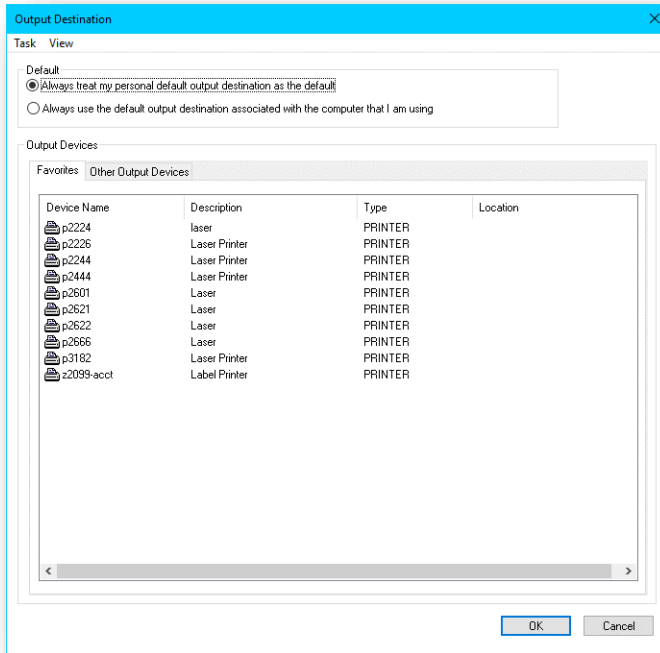 Output Destination
Task View
Default
Always treat my personal default output destination as the default
Always use the default output destination associated with the computer that I am using
Output Devices
Favorites Other Output Devices
Device Name Description Type Location
p2224 laser PRINTER
p2226 Laser Printer PRINTER
p2244 Laser Printer PRINTER
p2444 Laser Printer PRINTER
p2601 Laser PRINTER
p2621 Laser PRINTER
p2622 Laser PRINTER
p2666 Laser PRINTER
p3182 Laser Printer PRINTER
z2099-acct Label Printer PRINTER
OK Cancel